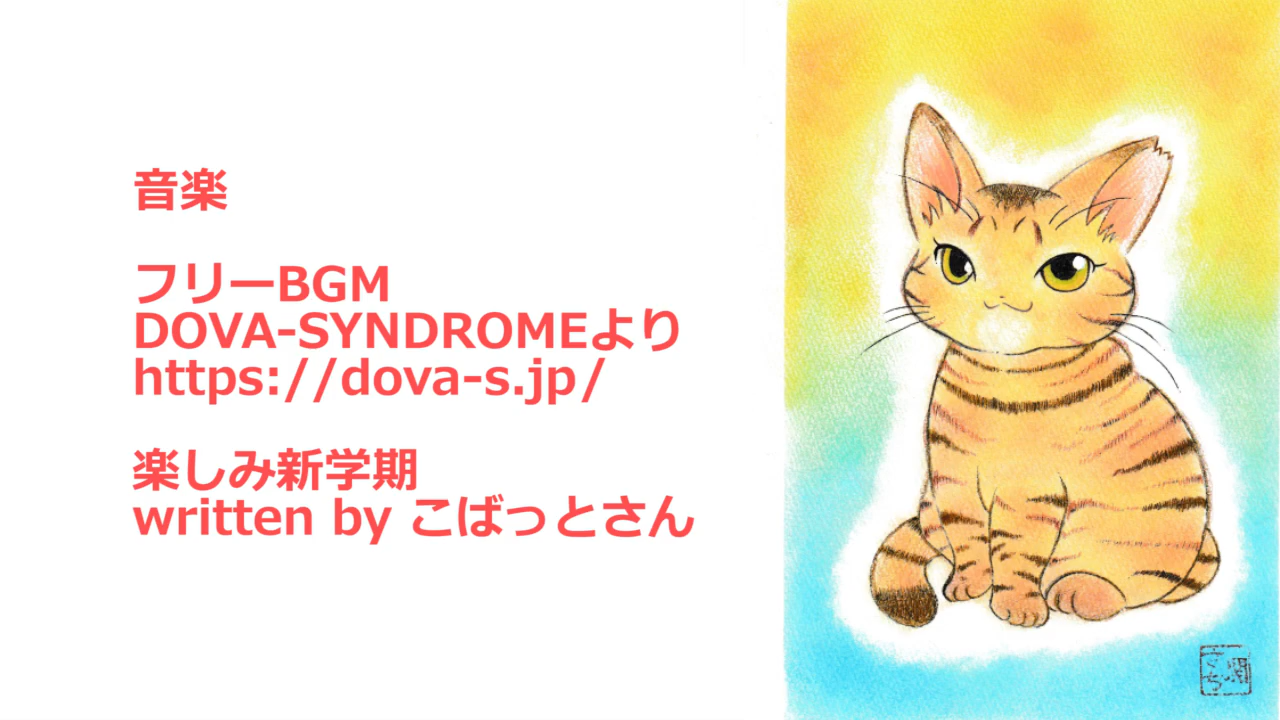 音楽
フリーBGM
DOVA-SYNDROMEより
https://dova-s.jp/
楽しみ新学期
written by こばっとさん